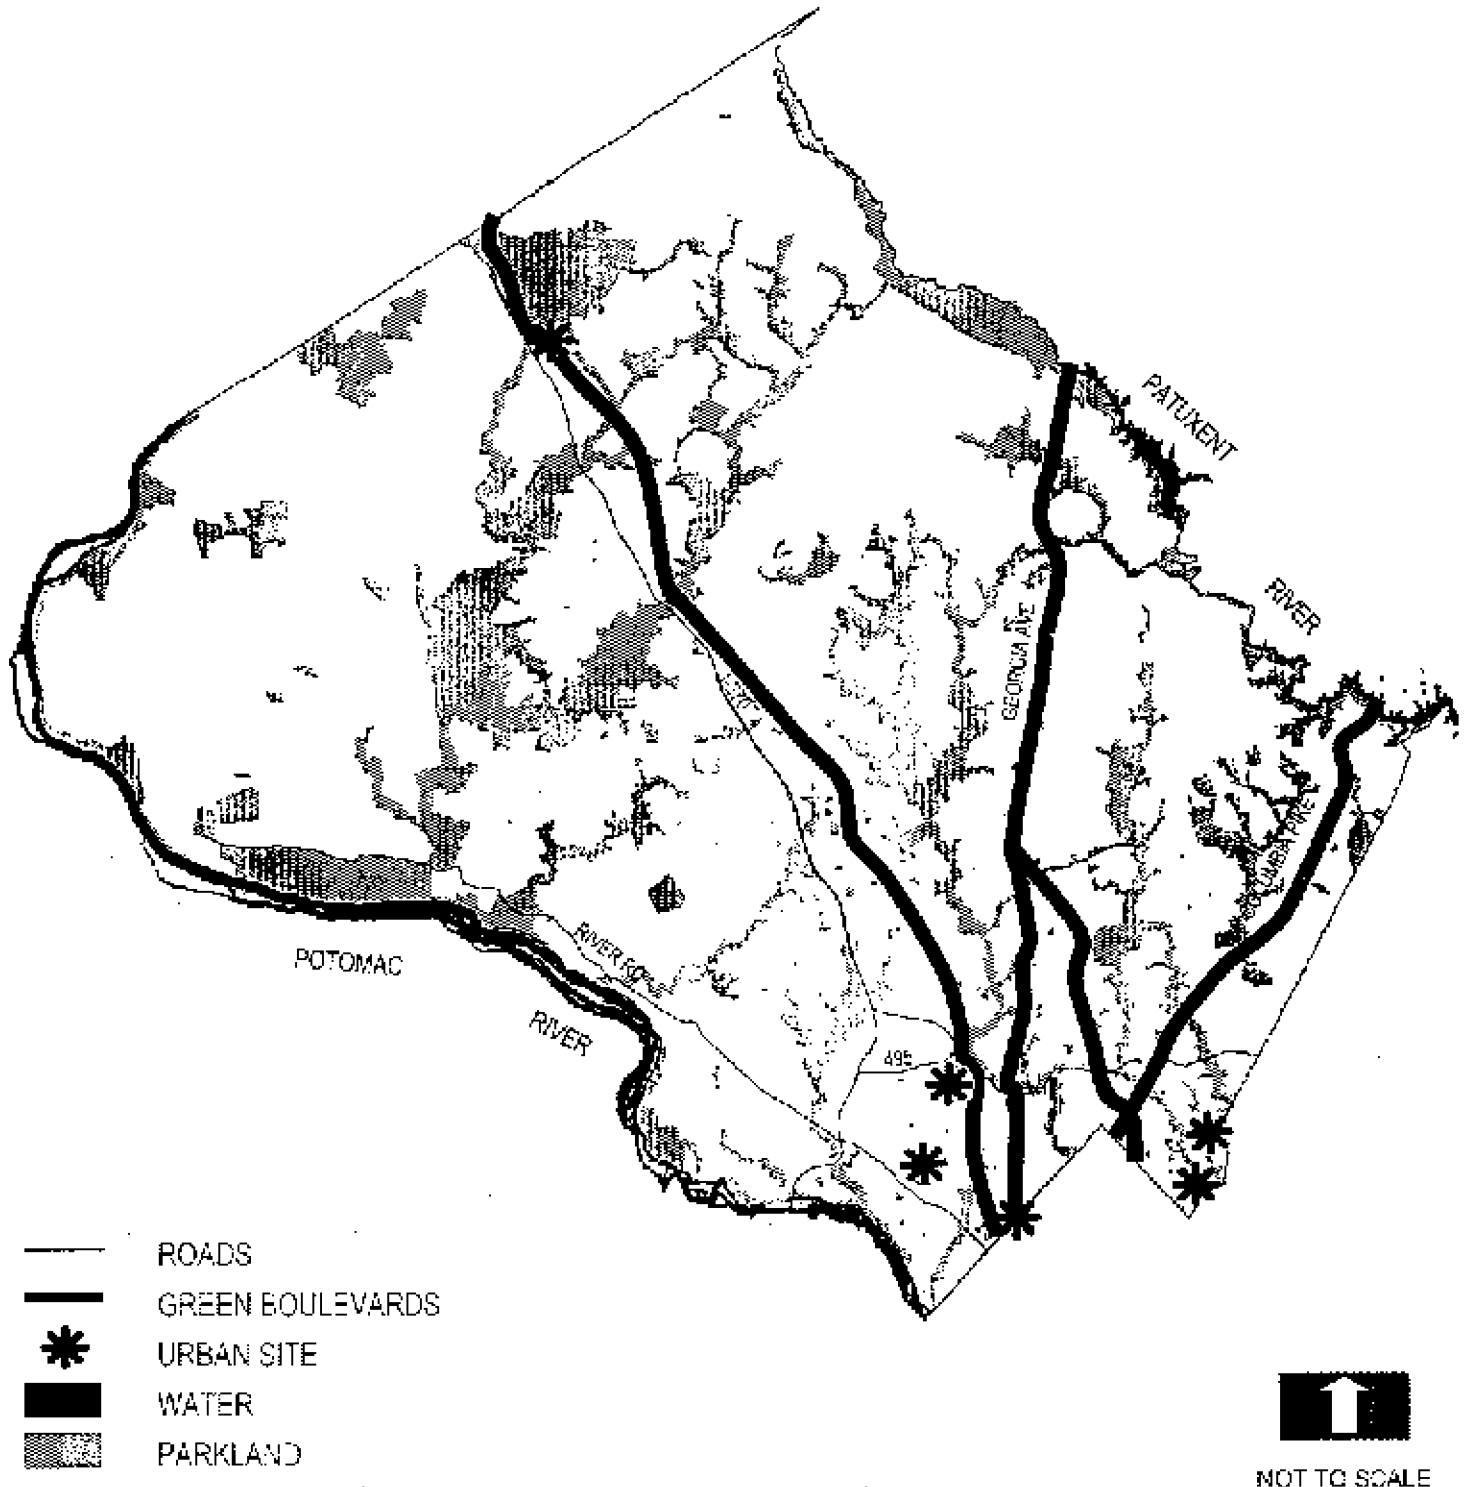 PATUXENT
RIVER
GEORGIA AVE
RIVER RD
POTOMAC
RIVER
495
ROADS
GREEN BOULEVARDS
URBAN SITE
WATER
PARKLAND
NOT TO SCALE